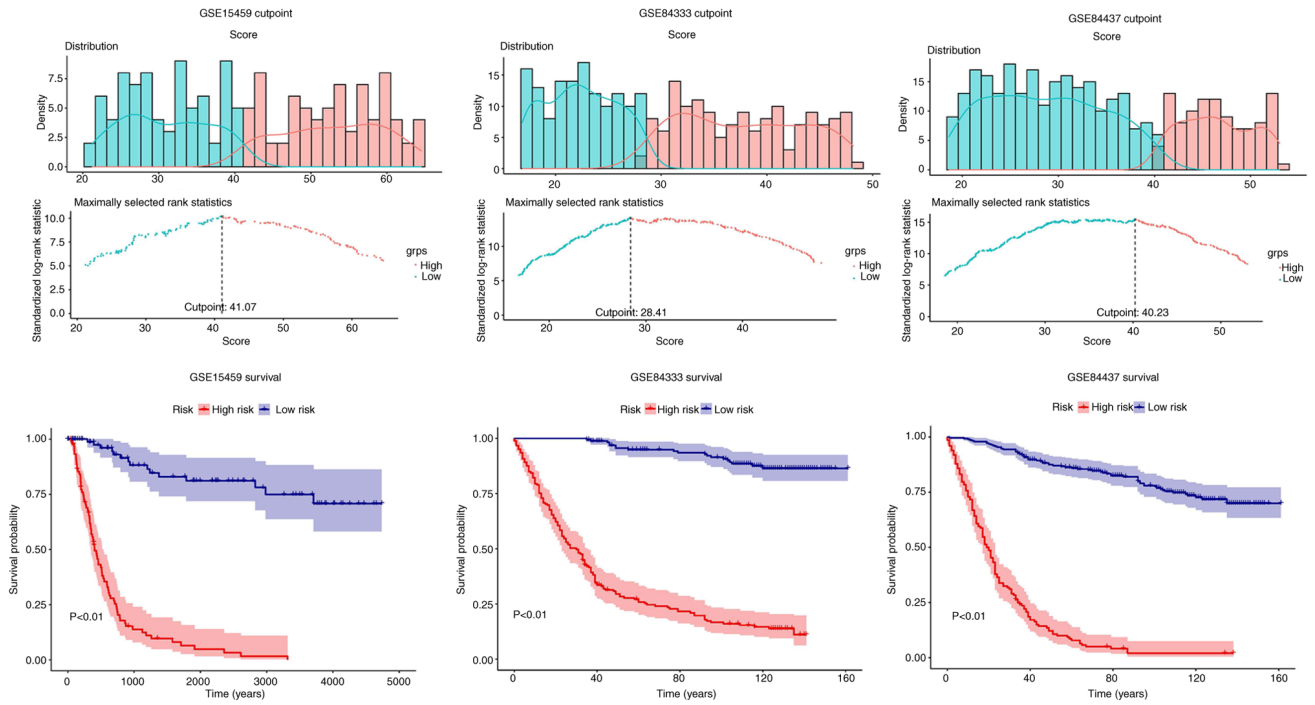 GSE15459 cutpoint
Score
Distribution
Density
7.5
5.0
2.5
0.0
20 30 40 50 60
Maximally selected rank statistics
Standardized log-rank statistic
10.0
7.5
5.0
2.5
0.0
Cutpoint: 41.07
20 30 40 50 60
Score
grps
High
Low
GSE84333 cutpoint
Score
Distribution
Density
15
10
5
0
20 30 40 50
Maximally selected rank statistics
Standardized log-rank statistic
10
5
0
Cutpoint: 28.41
20 30 40
Score
grps
High
Low
GSE84437 cutpoint
Score
Distribution
Density
15
10
5
0
20 30 40 50
Maximally selected rank statistics
Standardized log-rank statistic
15
10
5
0
Cutpoint: 40.23
20 30 40 50
Score
grps
High
Low
GSE15459 survival
Risk High risk Low risk
Survival probability
1.00
0.75
0.50
0.25
0.00
P<0.01
0 1000 2000 3000 4000 5000
Time (years)
GSE84333 survival
Risk High risk Low risk
Survival probability
1.00
0.75
0.50
0.25
0.00
P<0.01
0 40 80 120 160
Time (years)
GSE84437 survival
Risk High risk Low risk
Survival probability
1.00
0.75
0.50
0.25
0.00
P<0.01
0 40 80 120 160
Time (years)